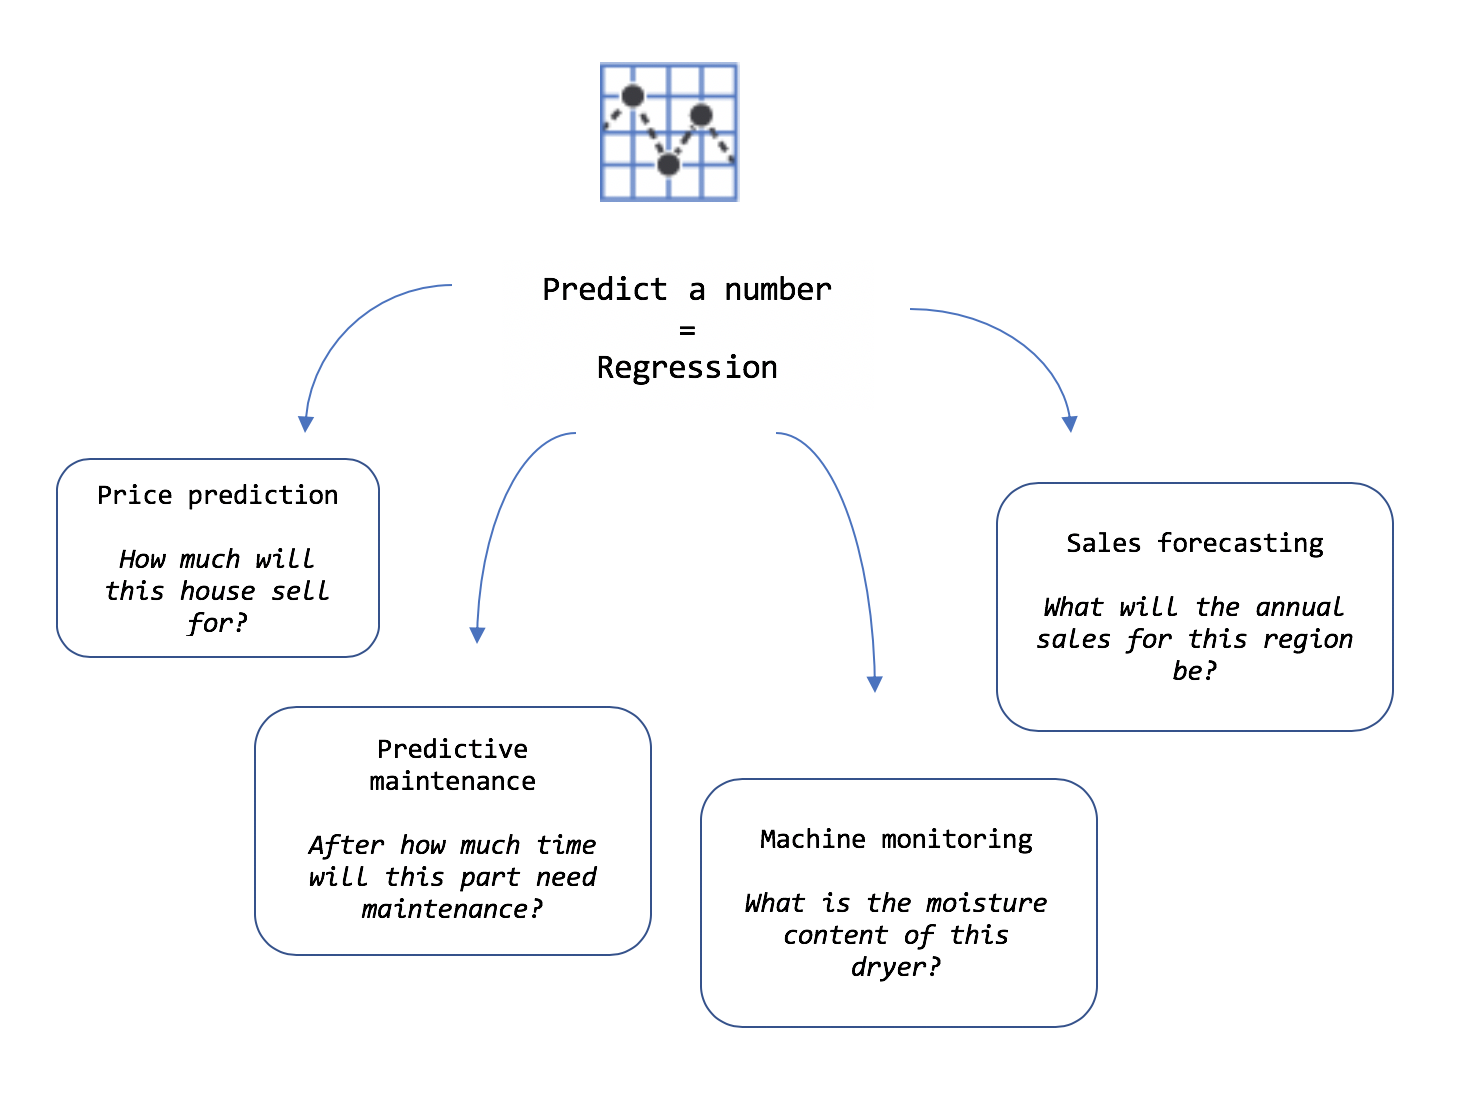 Predict a number
=
Regression
Price prediction
How much will
this house sell
for?
Predictive
maintenance
After how much time
will this part need
maintenance?
Machine monitoring
What is the moisture
content of this
dryer?
Sales forecasting
What will the annual
sales for this region
be?